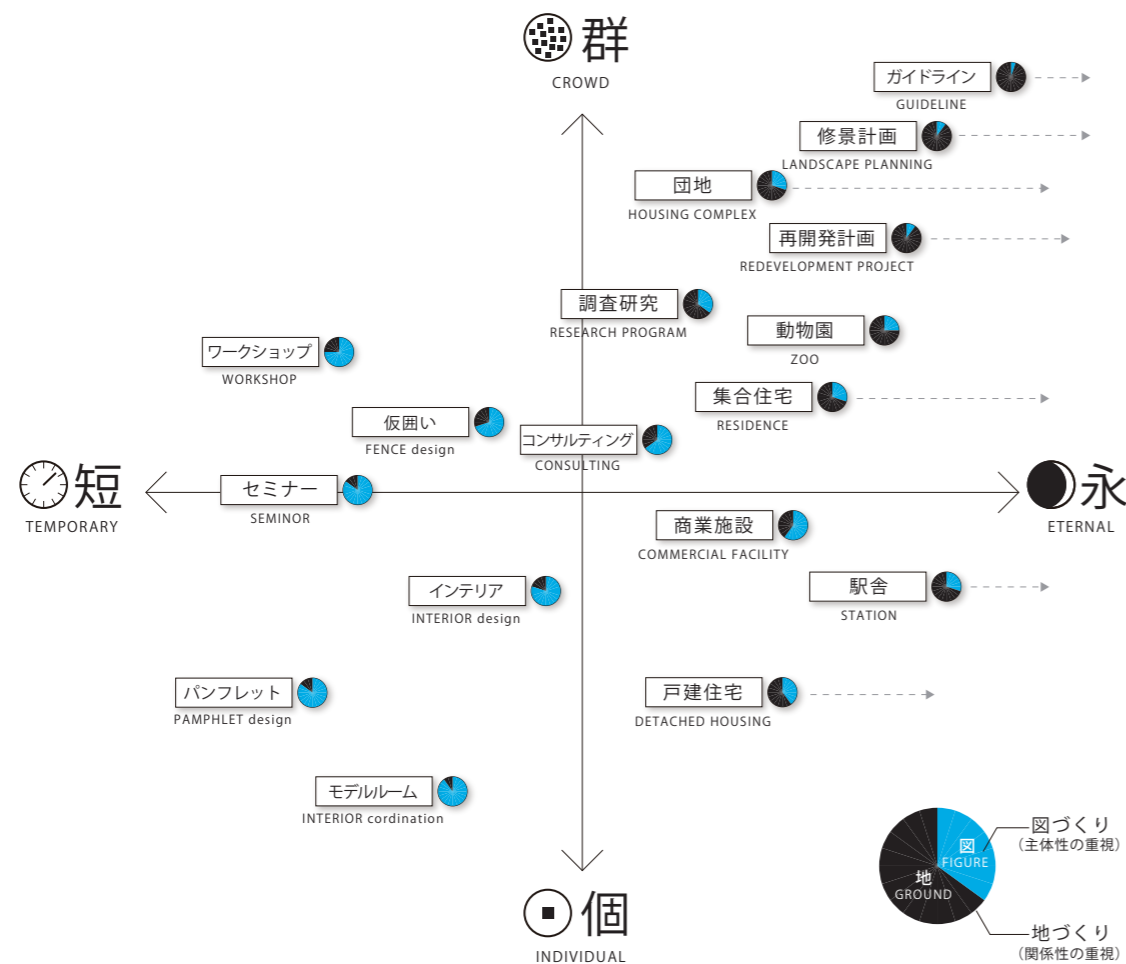 群
CROWD
ガイドライン
GUIDELINE
修景計画
LANDSCAPE PLANNING
団地
HOUSING COMPLEX
再開発計画
REDEVELOPMENT PROJECT
調査研究
RESEARCH PROGRAM
動物園
ZOO
ワークショップ
WORKSHOP
集合住宅
RESIDENCE
仮囲い
FENCE design
コンサルティング
CONSULTING
短
TEMPORARY
セミナー
SEMINOR
永
ETERNAL
商業施設
COMMERCIAL FACILITY
インテリア
INTERIOR design
駅舎
STATION
パンフレット
PAMPHLET design
戸建住宅
DETACHED HOUSING
モデルルーム
INTERIOR cordination
図
FIGURE
地
GROUND
図づくり
(主体性の重視)
地づくり
(関係性の重視)
個
INDIVIDUAL